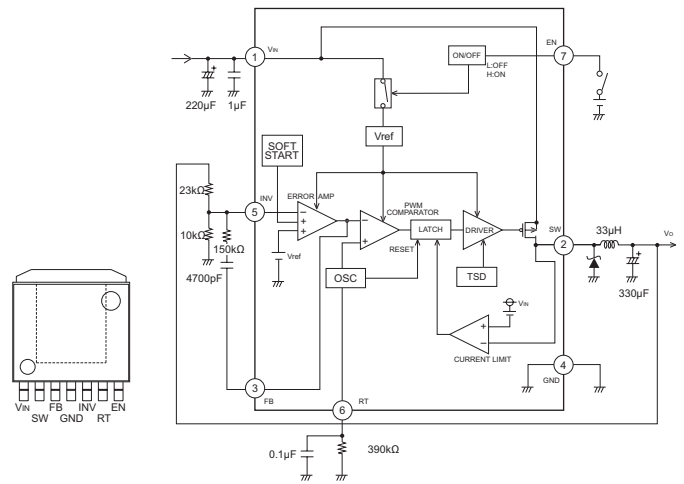 EN
VIN
1
ON/OFF
7
L:OFF
H:ON
220µF
1µF
Vref
SOFT
START
23kΩ
INV
ERROR AMP
5
PWM
COMPARATOR
SW
33µH
VO
LATCH
DRIVER
2
10kΩ
150kΩ
RESET
Vref
4700pF
OSC
TSD
330µF
VIN
CURRENT LIMIT
4
GND
3
FB
6
RT
VIN
FB
INV
EN
SW
GND
RT
0.1µF
390kΩ